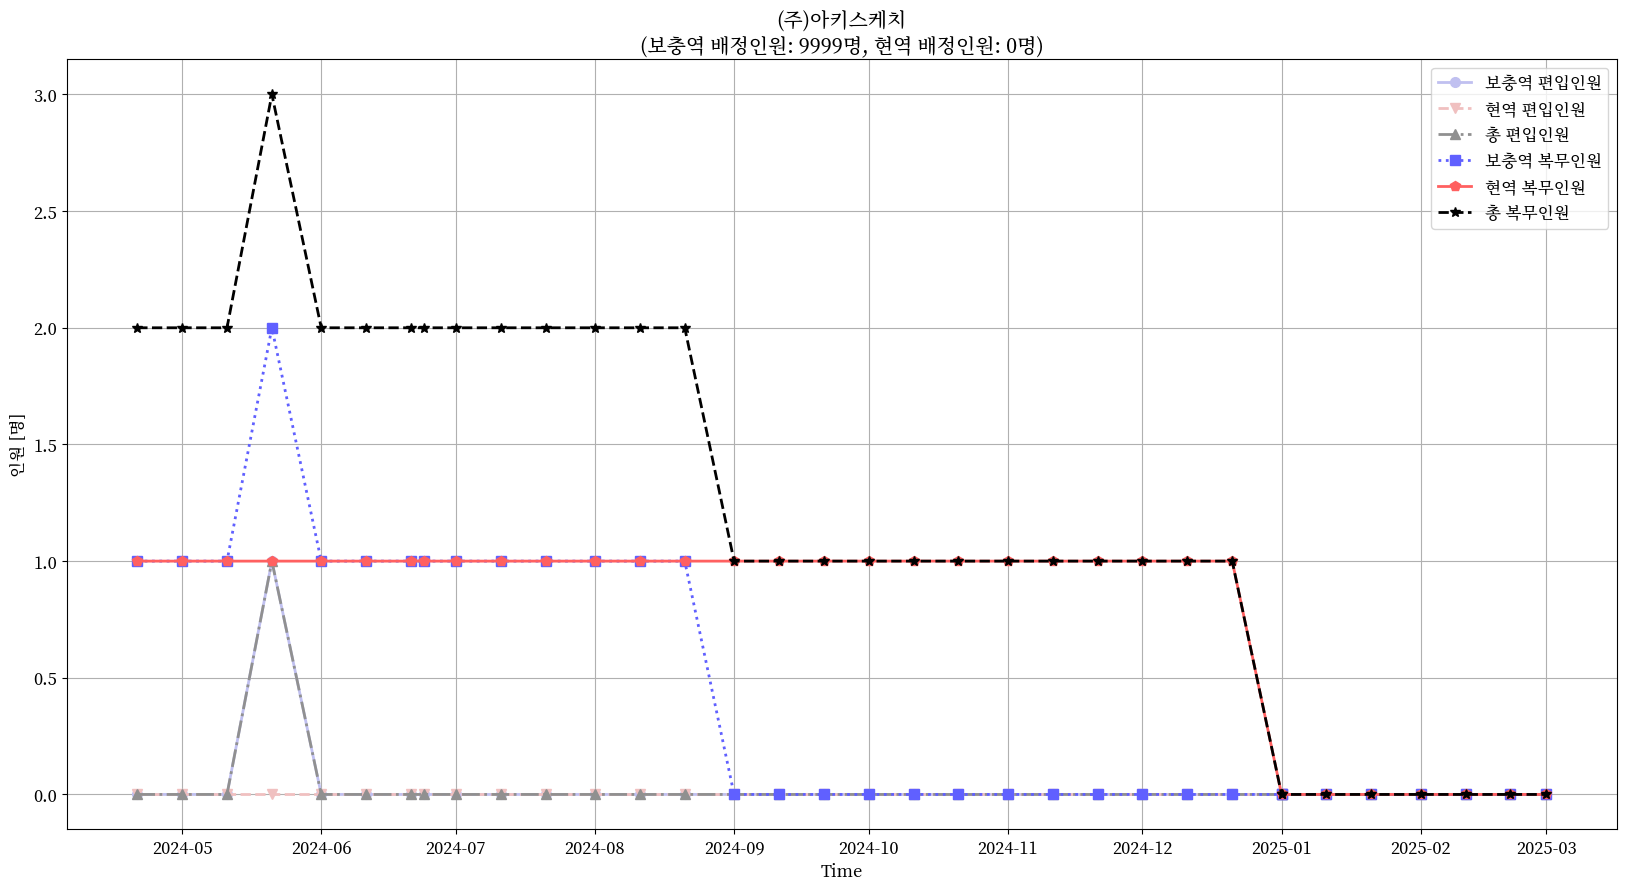 (주)아키스케치
(보충역 배정인원: 9999명, 현역 배정인원: 0명)
보충역 편입인원
현역 편입인원
총 편입인원
보충역 복무인원
현역 복무인원
총 복무인원
인원 [명]
3.0
2.5
2.0
1.5
1.0
0.5
0.0
2024-05 2024-06 2024-07 2024-08 2024-09 2024-10 2024-11 2024-12 2025-01 2025-02 2025-03
Time